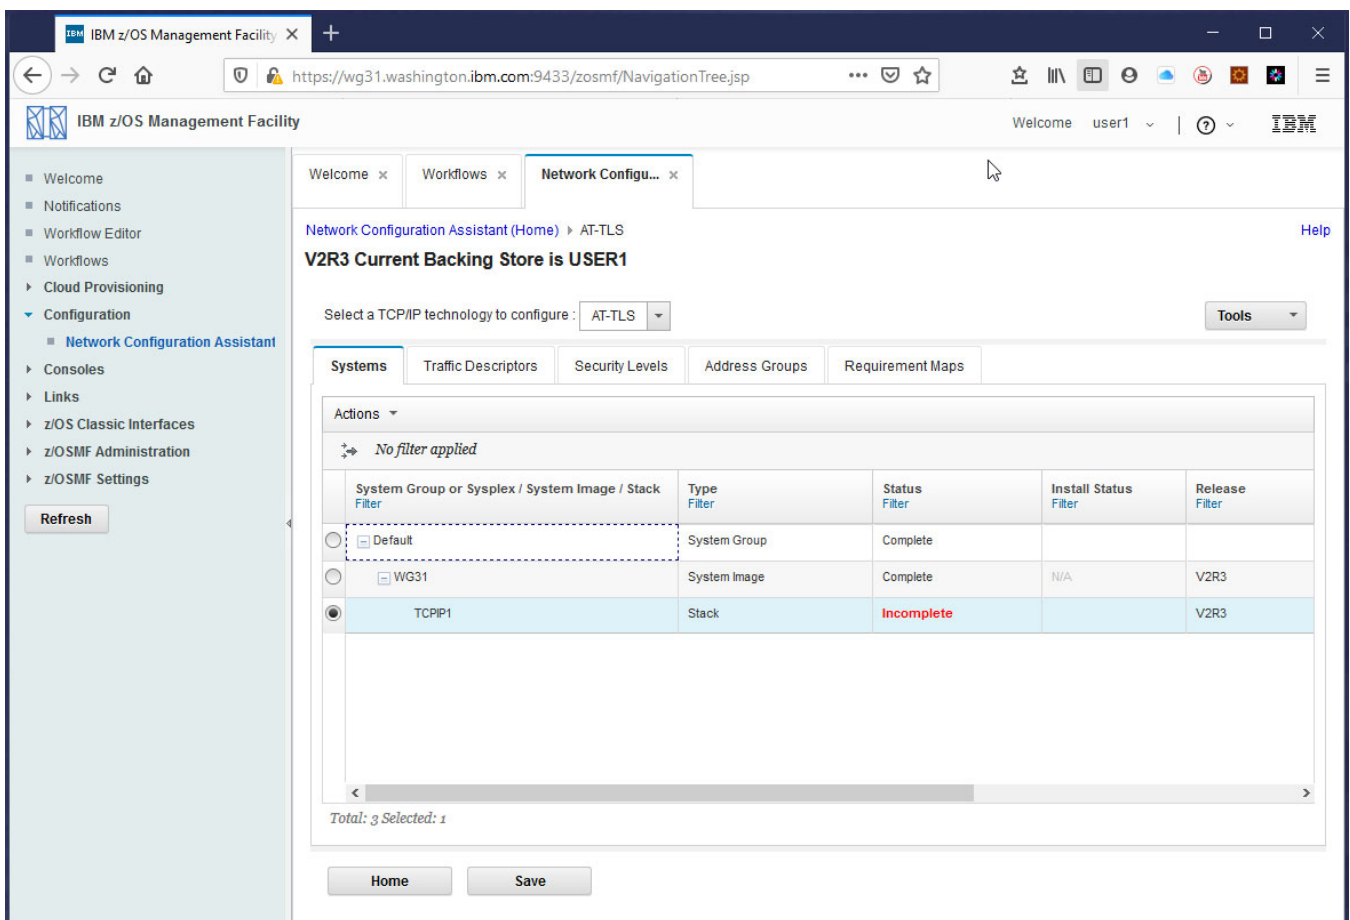 IBM IBM z/OS Management Facility
https://wg31.washington.ibm.com:9433/zosmf/NavigationTree.jsp
IBM z/OS Management Facility
Welcome user1
IBM
Welcome
Notifications
Workflow Editor
Workflows
Cloud Provisioning
Configuration
Network Configuration Assistant
Consoles
Links
z/OS Classic Interfaces
z/OSMF Administration
z/OSMF Settings
Refresh
Welcome × Workflows × Network Configu... ×
Network Configuration Assistant (Home) AT-TLS Help
V2R3 Current Backing Store is USER1
Select a TCP/IP technology to configure : AT-TLS Tools
Systems Traffic Descriptors Security Levels Address Groups Requirement Maps
Actions
No filter applied
System Group or Sysplex / System Image / Stack Type Status Install Status Release
Filter Filter Filter Filter Filter
Default System Group Complete
WG31 System Image Complete N/A V2R3
TCPIP1 Stack Incomplete V2R3
Total: 3 Selected: 1
Home Save